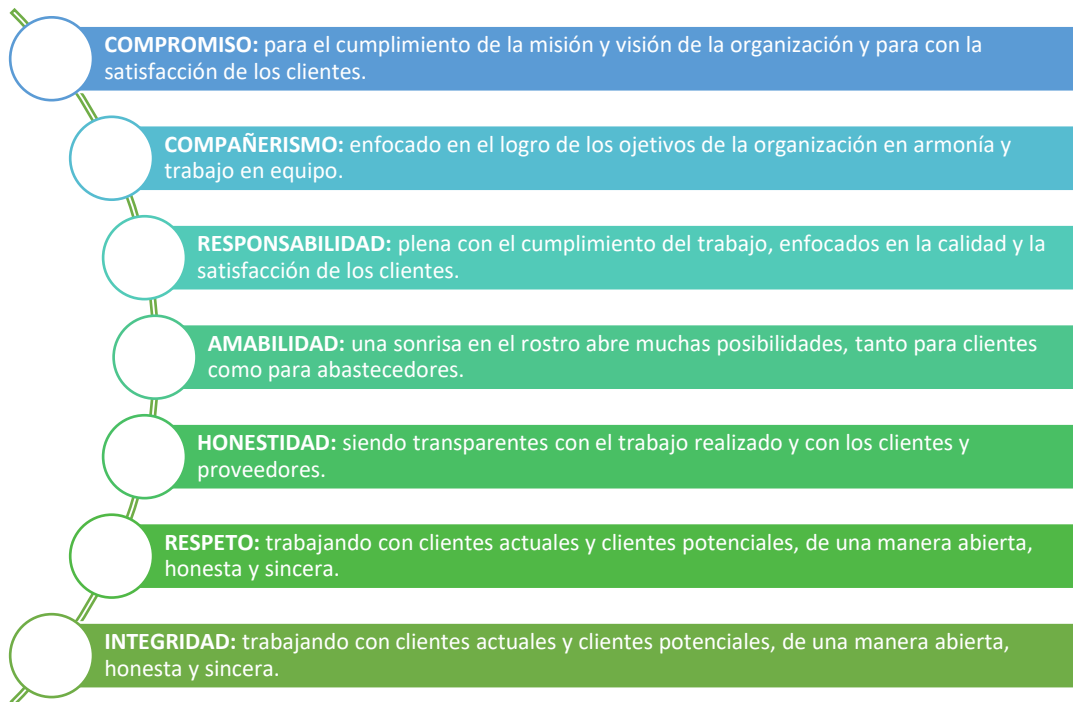 COMPROMISO: para el cumplimiento de la misión y visión de la organización y para con la
satisfacción de los clientes.
COMPAÑERISMO: enfocado en el logro de los ojetivos de la organización en armonía y
trabajo en equipo.
RESPONSABILIDAD: plena con el cumplimiento del trabajo, enfocados en la calidad y la
satisfacción de los clientes.
AMABILIDAD: una sonrisa en el rostro abre muchas posibilidades, tanto para clientes
como para abastecedores.
HONESTIDAD: siendo transparentes con el trabajo realizado y con los clientes y
proveedores.
RESPETO: trabajando con clientes actuales y clientes potenciales, de una manera abierta,
honesta y sincera.
INTEGRIDAD: trabajando con clientes actuales y clientes potenciales, de una manera abierta,
honesta y sincera.